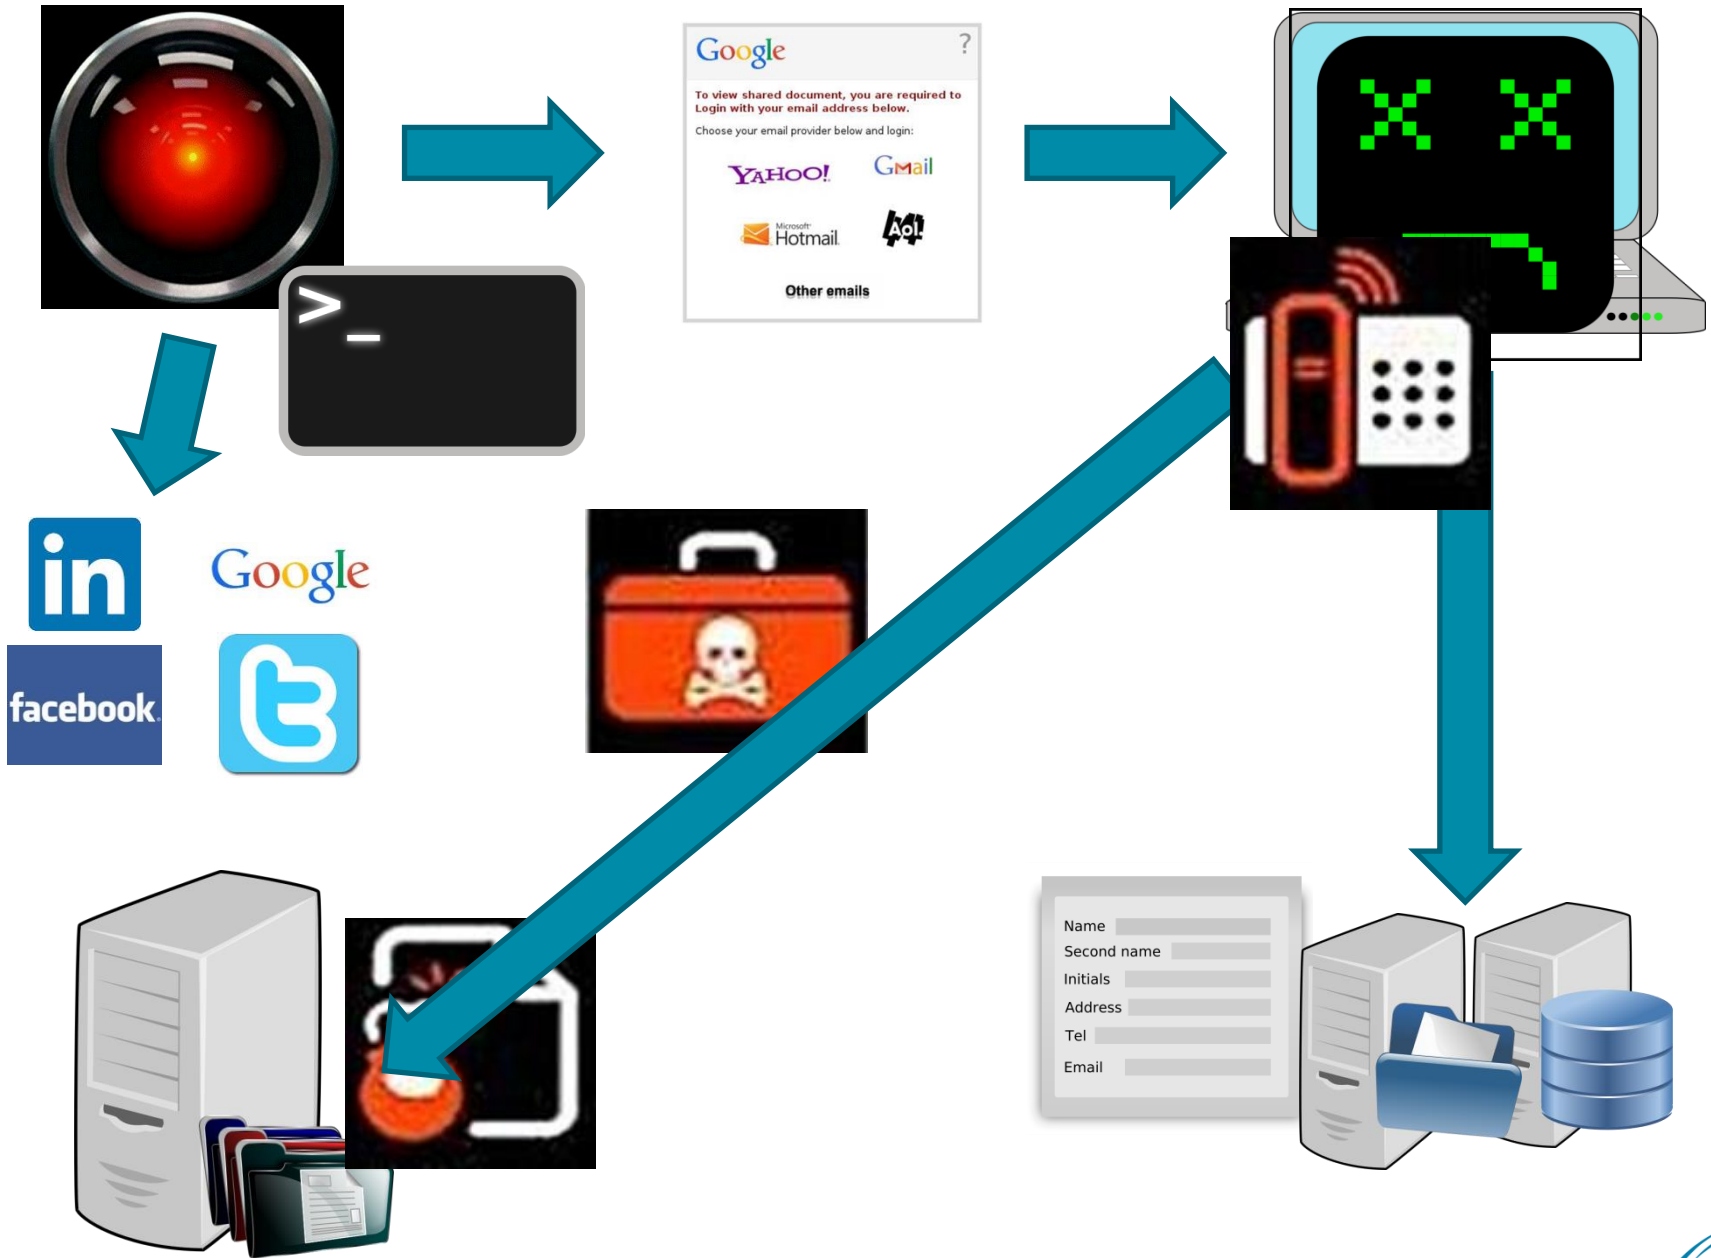 Google
?
To view shared document, you are required to
Login with your email address below.
Choose your email provider below and login:
YAHOO!
Gmail
Microsoft
Hotmail
Aol.
Other emails
>_
in
Google
facebook.
Name
Second name
Initials
Address
Tel
Email